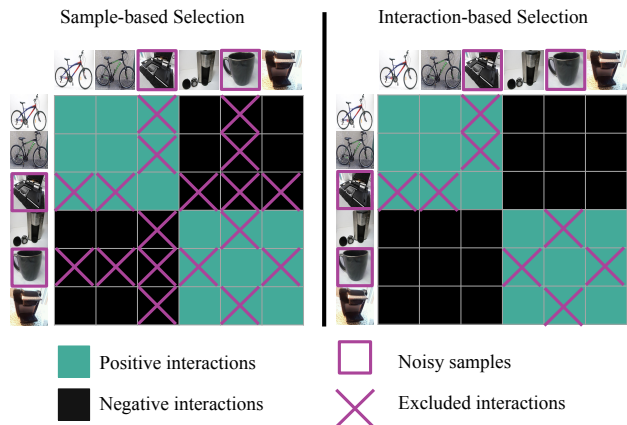 Sample-based Selection
Interaction-based Selection
Positive interactions
Noisy samples
Negative interactions
Excluded interactions